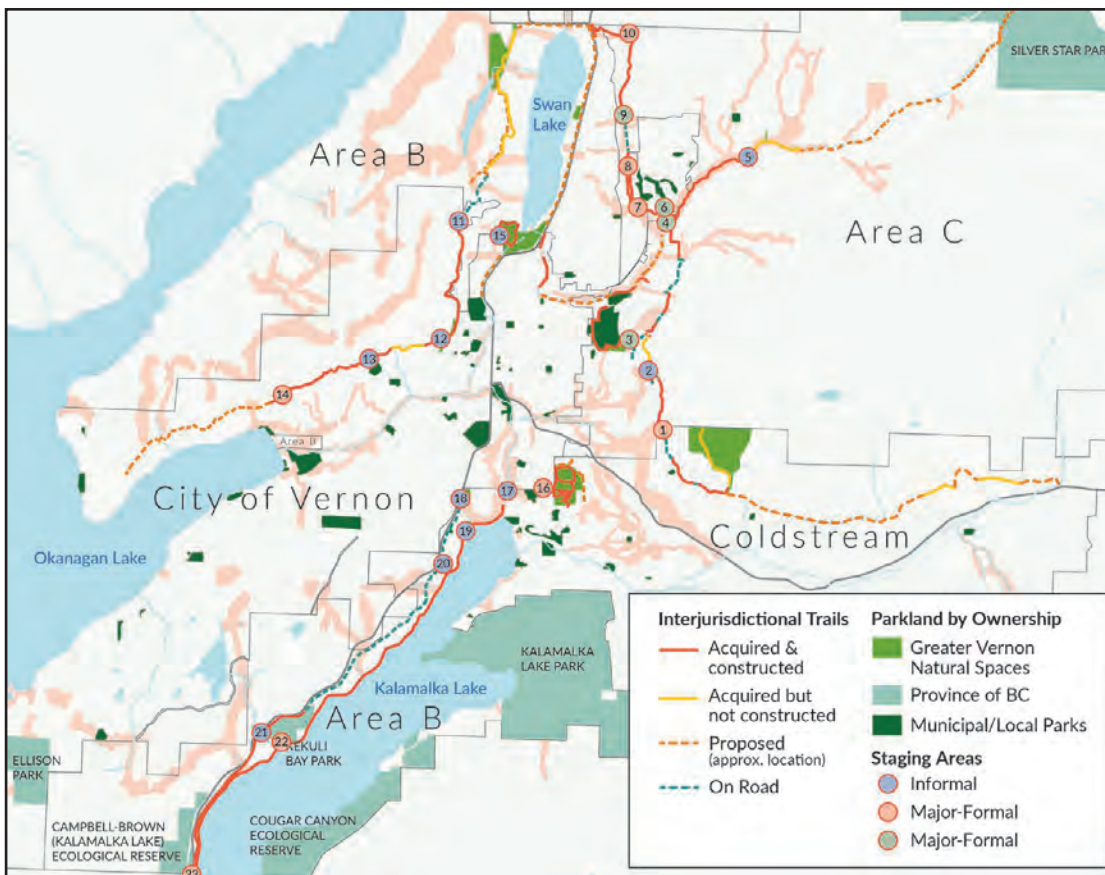 10
SILVER STAR PAR
Swan
Lake
9
Area B
5
8
7
6
4
11
15
Area C
12
3
13
2
14
1
Area B
City of Vernon
18
17
16
19
Coldstream
20
Okanagan Lake
Interjurisdictional Trails
Acquired &
constructed
Acquired but
not constructed
Proposed
(approx. location)
On Road
Parkland by Ownership
Greater Vernon
Natural Spaces
Province of BC
Municipal/Local Parks
Staging Areas
Informal
Major-Formal
Major-Formal
KALAMALKA
LAKE PARK
Kalamalka Lake
Area B
21
22
KEKULI
BAY PARK
ELLISON
PARK
CAMPBELL-BROWN
(KALAMALKA LAKE)
ECOLOGICAL RESERVE
COUGAR CANYON
ECOLOGICAL
RESERVE
23